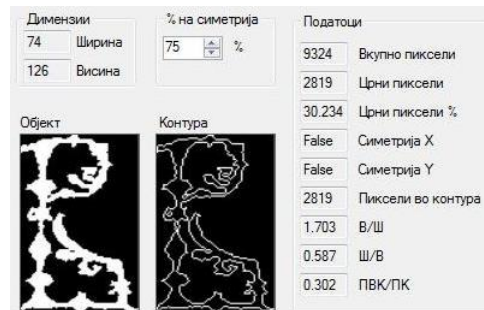 Димензии
74 Ширина
126 Висина
% на симетрија
75 %
Објект
Контура
Податоци
9324 Вкупно пиксели
2819 Црни пиксели
30.234 Црни пиксели %
False Симетрија X
False Симетрија Y
2819 Пиксели во контура
1.703 В/Ш
0.587 Ш/В
0.302 ПВК/ПК